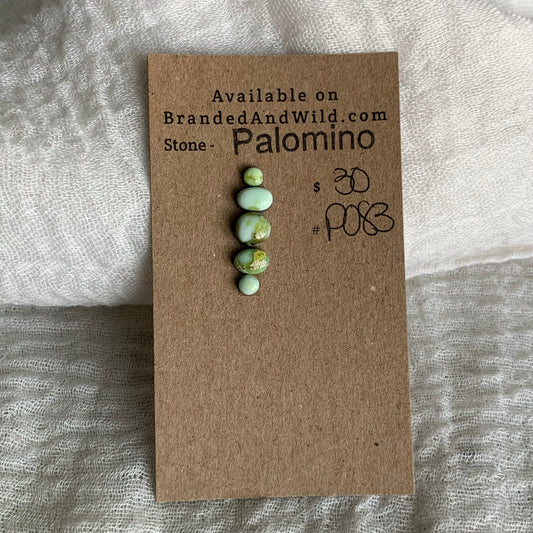 Available on
BrandedAndWild.com
Stone - Palomino
$ 30
# P083